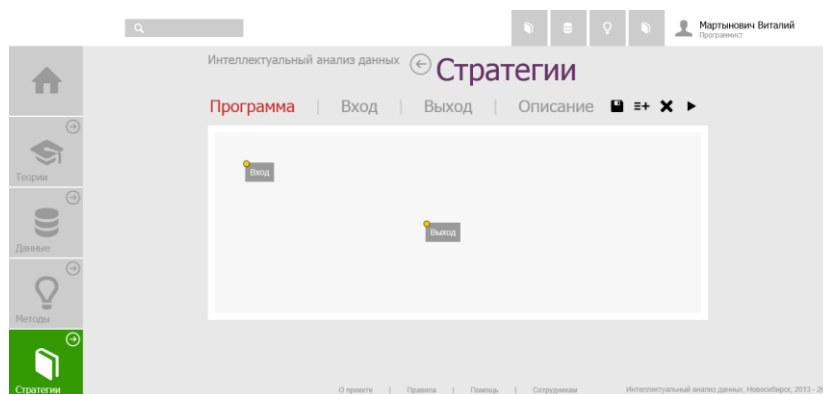 Мартынович Виталий
Программист
Интеллектуальный анализ данных
Стратегии
Программа | Вход | Выход | Описание
Теории
Данные
Методы
Стратегии
Вход
Выход
О проекте | Правила | Помощь | Сотрудникам
Интеллектуальный анализ данных, Новосибирск, 2013 - 20